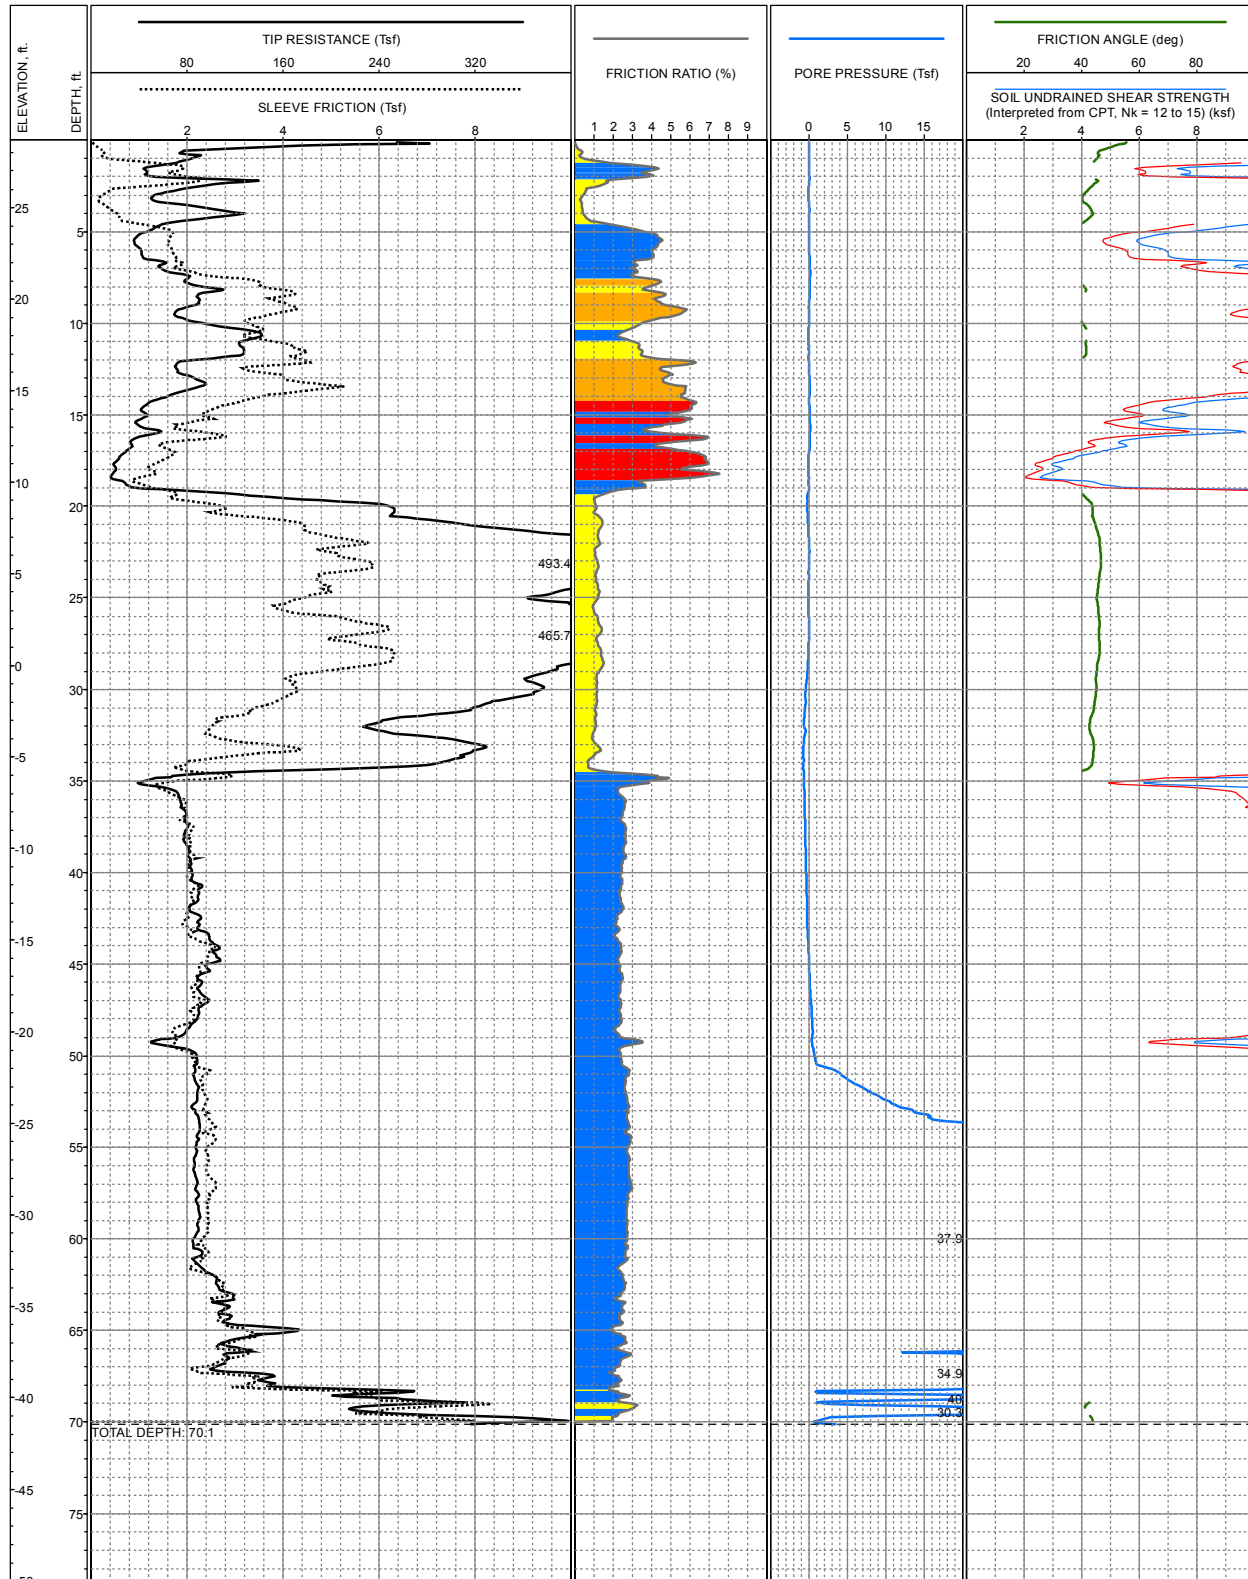 ELEVATION, ft.
DEPTH, ft.
TIP RESISTANCE (Tsf)
80 160 240 320
SLEEVE FRICTION (Tsf)
2 4 6 8
FRICTION RATIO (%)
1 2 3 4 5 6 7 8 9
PORE PRESSURE (Tsf)
0 5 10 15
FRICTION ANGLE (deg)
20 40 60 80
SOIL UNDRAINED SHEAR STRENGTH
(Interpreted from CPT, Nk = 12 to 15) (ksf)
2 4 6 8
25
5
20
10
15
15
10
20
493.4
5
25
465.7
0
30
-5
35
-10
40
-15
45
-20
50
-25
55
-30
60
37.9
-35
65
34.9
-40
40
30.3
70
TOTAL DEPTH: 70.1
-45
75
-50